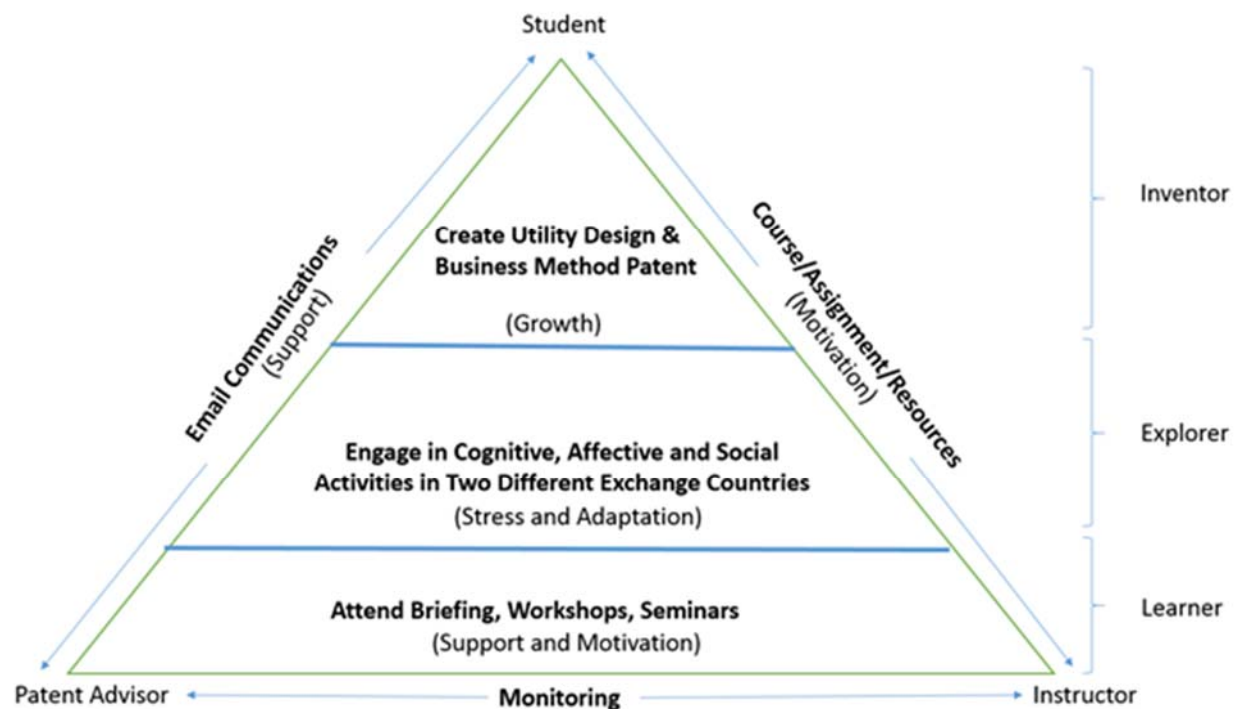 Student
Inventor
Create Utility Design &
Business Method Patent
(Growth)
Email Communications
(Support)
Course/Assignment/Resources
(Motivation)
Explorer
Engage in Cognitive, Affective and Social
Activities in Two Different Exchange Countries
(Stress and Adaptation)
Learner
Attend Briefing, Workshops, Seminars
(Support and Motivation)
Patent Advisor
Monitoring
Instructor